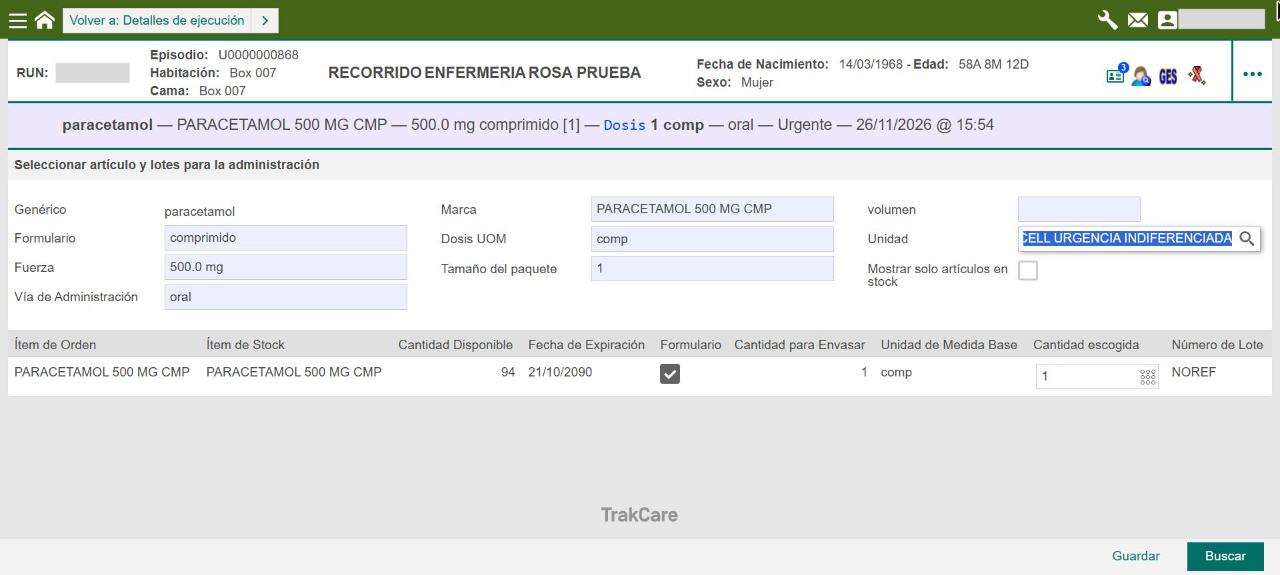 Volver a: Detalles de ejecución
RUN:
Episodio: U0000000868
Habitación: Box 007
Cama: Box 007
RECORRIDO ENFERMERIA ROSA PRUEBA
Fecha de Nacimiento: 14/03/1968 - Edad: 58A 8M 12D
Sexo: Mujer
3
GES
paracetamol — PARACETAMOL 500 MG CMP — 500.0 mg comprimido [1] — Dosis 1 comp — oral — Urgente — 26/11/2026 @ 15:54
Seleccionar artículo y lotes para la administración
Genérico paracetamol Marca PARACETAMOL 500 MG CMP volumen
Formulario comprimido Dosis UOM comp Unidad CELL URGENCIA INDIFERENCIADA
Fuerza 500.0 mg Tamaño del paquete 1 Mostrar solo artículos en
stock
Vía de Administración oral
Ítem de Orden Ítem de Stock Cantidad Disponible Fecha de Expiración Formulario Cantidad para Envasar Unidad de Medida Base Cantidad escogida Número de Lote
PARACETAMOL 500 MG CMP PARACETAMOL 500 MG CMP 94 21/10/2090 1 comp 1 NOREF
TrakCare
Guardar Buscar